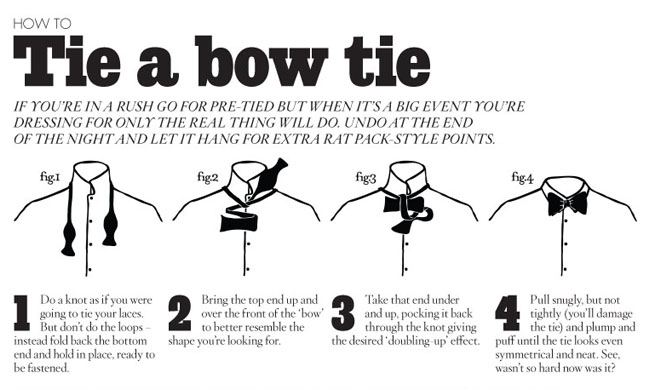 HOW TO
Tie a bow tie
IF YOU'RE IN A RUSH GO FOR PRE-TIED BUT WHEN IT'S A BIG EVENT YOU'RE
DRESSING FOR ONLY THE REAL THING WILL DO. UNDO AT THE END
OF THE NIGHT AND LET IT HANG FOR EXTRA RAT PACK-STYLE POINTS.
fig.1
fig.2
fig3
fig.4
1 Do a knot as if you were
going to tie your laces.
But don't do the loops –
instead fold back the bottom
end and hold in place, ready to
be fastened.
2 Bring the top end up and
over the front of the 'bow'
to better resemble the
shape you're looking for.
3 Take that end under
and up, pocking it back
through the knot giving
the desired 'doubling-up' effect.
4 Pull snugly, but not
tightly (you'll damage
the tie) and plump and
puff until the tie looks even
symmetrical and neat. See,
wasn't so hard now was it?